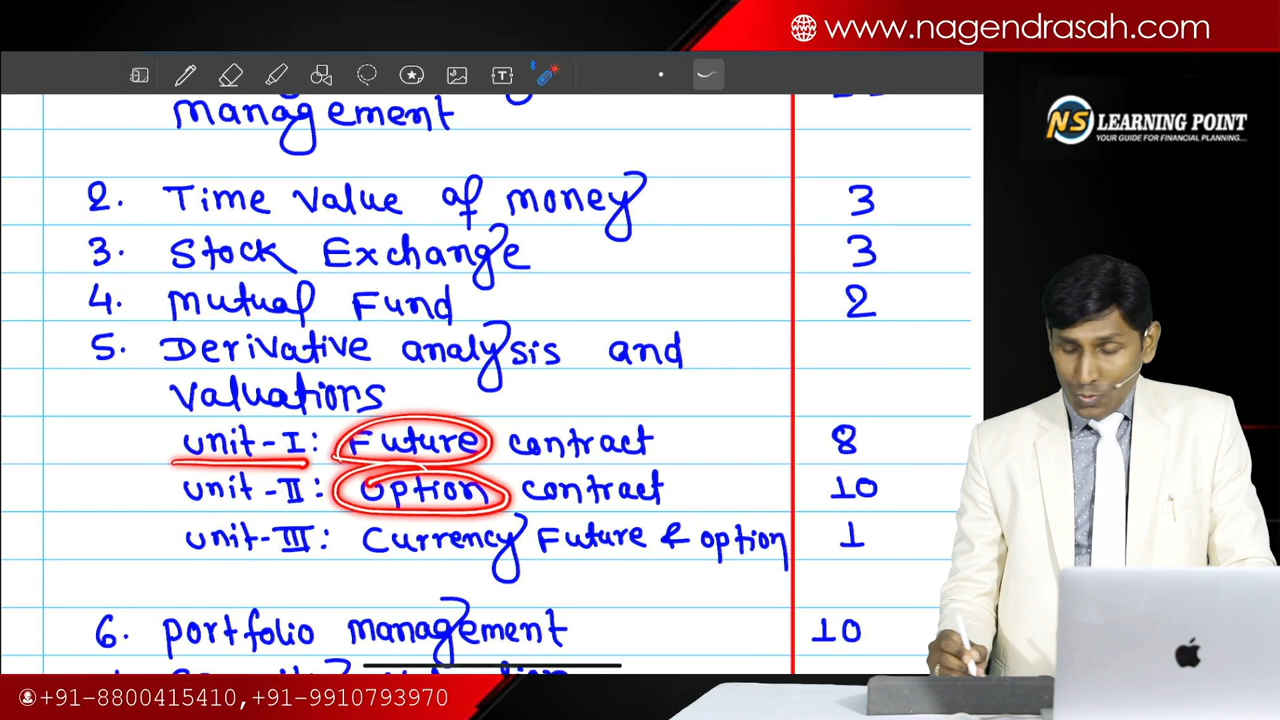 www.nagendrasah.com
NS LEARNING POINT
YOUR GUIDE FOR FINANCIAL PLANNING....
management
2. Time value of money 3
3. Stock Exchange 3
4. Mutual Fund 2
5. Derivative analysis and
valuations
unit-I: Future contract 8
unit-II: option contract 10
unit-III: Currency Future & option 1
6. portfolio management 10
+91-8800415410,+91-9910793970